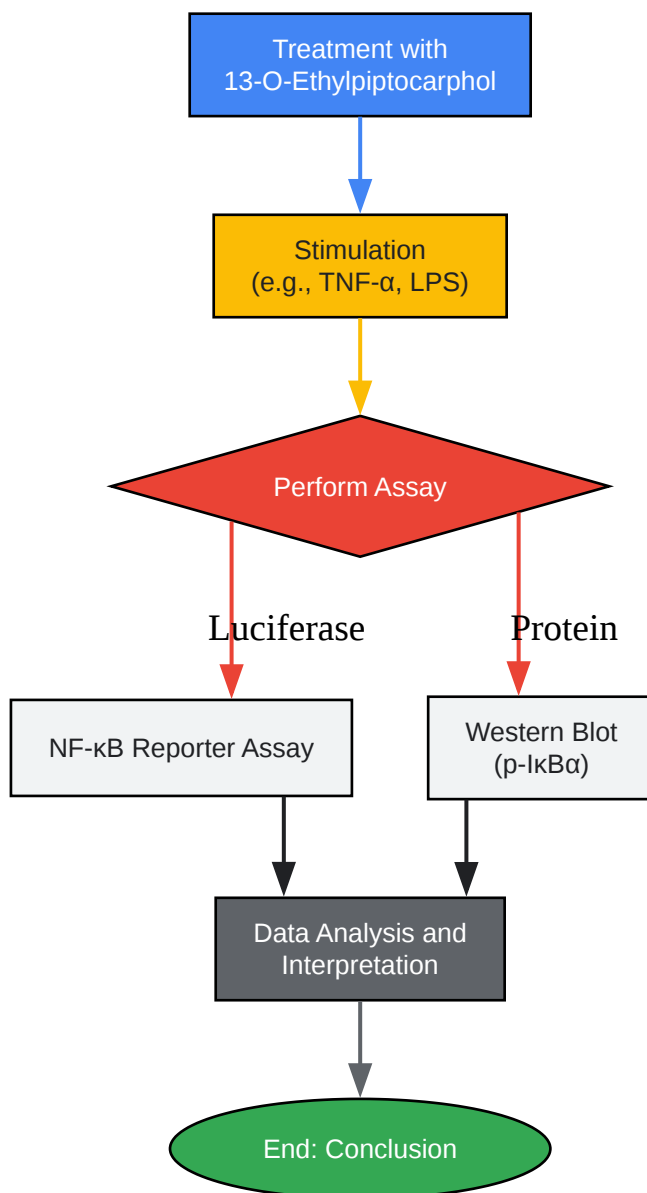 Treatment with
13-O-Ethylpiptocarphol
Stimulation
(e.g., TNF-α, LPS)
Perform Assay
Luciferase
Protein
NF-κB Reporter Assay
Western Blot
(p-IκBα)
Data Analysis and
Interpretation
End: Conclusion